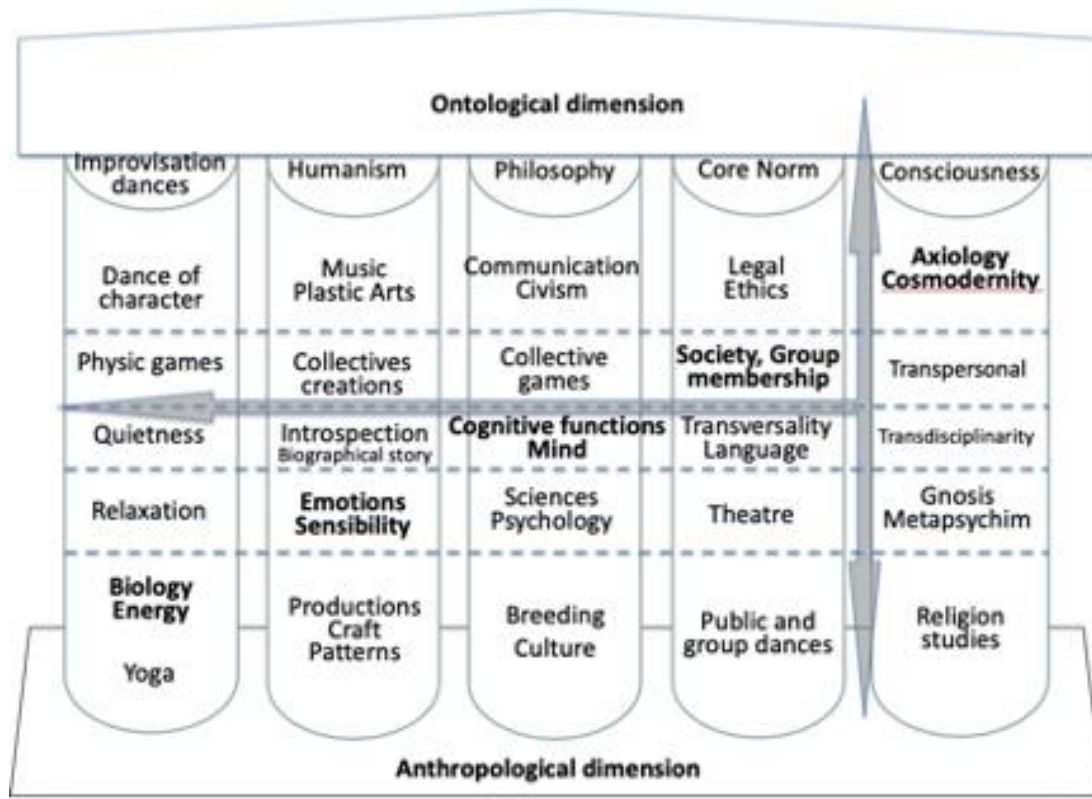 Ontological dimension
Improvisation
dances
Humanism
Philosophy
Core Norm
Consciousness
Dance of
character
Music
Plastic Arts
Communication
Civism
Legal
Ethics
Axiology
Cosmodernity
Physic games
Collectives
creations
Collective
games
Society, Group
membership
Transpersonal
Quietness
Introspection
Biographical story
Cognitive functions
Mind
Transversality
Language
Transdisciplinarity
Relaxation
Emotions
Sensibility
Sciences
Psychology
Theatre
Gnosis
Metapsychim
Biology
Energy
Yoga
Productions
Craft
Patterns
Breeding
Culture
Public and
group dances
Religion
studies
Anthropological dimension